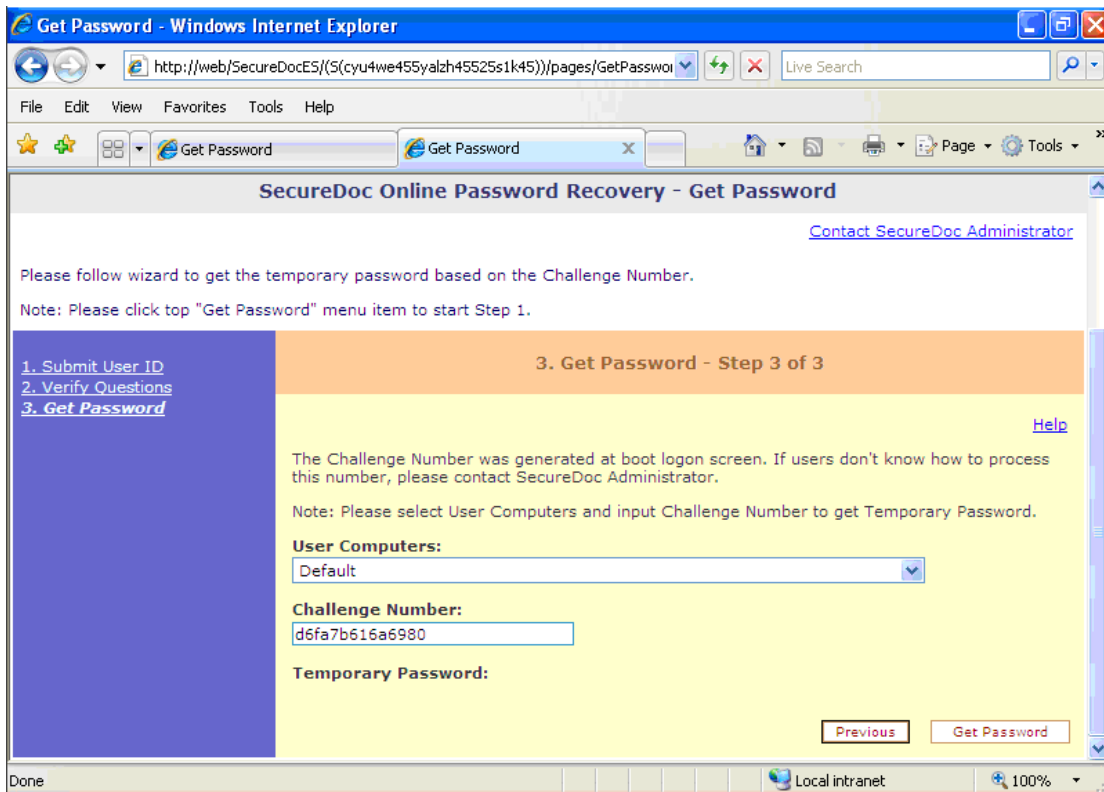 Get Password - Windows Internet Explorer
http://web/SecureDocES/(S(cyu4we455yalzh45525s1k45))/pages/GetPasswor
Live Search
File Edit View Favorites Tools Help
Get Password
Get Password
Page
Tools
SecureDoc Online Password Recovery - Get Password
Contact SecureDoc Administrator
Please follow wizard to get the temporary password based on the Challenge Number.
Note: Please click top "Get Password" menu item to start Step 1.
1. Submit User ID
2. Verify Questions
3. Get Password
3. Get Password - Step 3 of 3
Help
The Challenge Number was generated at boot logon screen. If users don't know how to process
this number, please contact SecureDoc Administrator.
Note: Please select User Computers and input Challenge Number to get Temporary Password.
User Computers:
Default
Challenge Number:
d6fa7b616a6980
Temporary Password:
Previous
Get Password
Done
Local intranet
100%